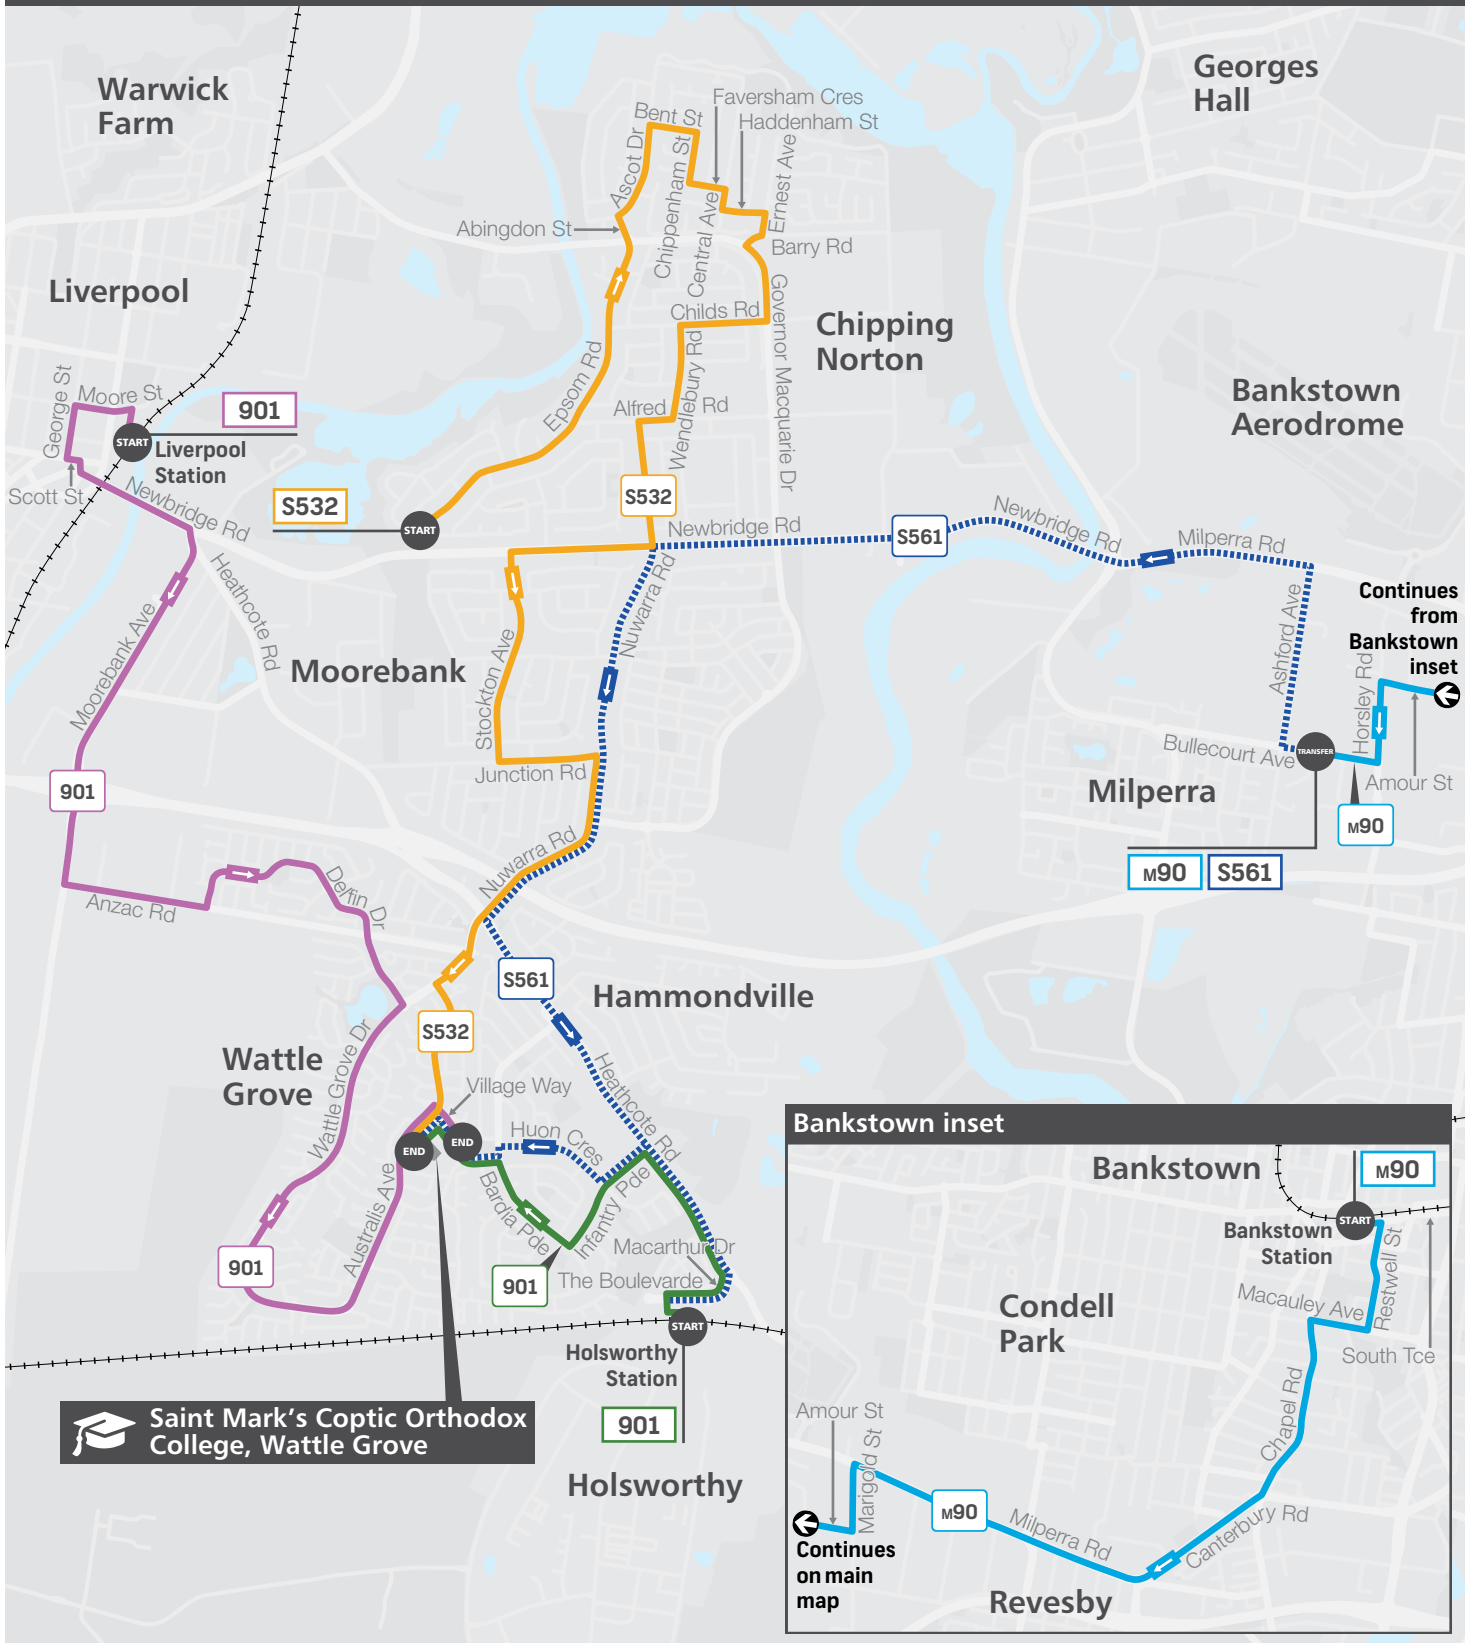 Warwick
Farm
Georges
Hall
Faversham Cres
Haddenham St
Bent St
Ascot Dr
Chippenham St
Ernest Ave
Abingdon St
Central Ave
Barry Rd
Liverpool
Governor Macquarie Dr
Childs Rd
Chipping
Norton
Epsom Rd
Wendlebury Rd
George St
Moore St
901
Alfred Rd
Bankstown
Aerodrome
START
Liverpool
Station
Scott St
Newbridge Rd
S532
START
S532
Newbridge Rd
S561
Newbridge Rd
Milperra Rd
Heathcote Rd
Nuwarra Rd
Ashford Ave
Continues
from
Bankstown
inset
Moorebank Ave
Moorebank
Stockton Ave
Horsley Rd
Bullecourt Ave
TRANSFER
Junction Rd
Amour St
901
Milperra
M90
Nuwarra Rd
M90
S561
Anzac Rd
Delfin Dr
S561
Hammondville
S532
Wattle
Grove
Wattle Grove Dr
Heathcote Rd
Village Way
END
END
Huon Cres
Australis Ave
Bardia Pde
Infantry Pde
901
901
Macarthur Dr
The Boulevarde
START
Holsworthy
Station
901
Saint Mark's Coptic Orthodox
College, Wattle Grove
Holsworthy
Bankstown inset
Bankstown
M90
START
Bankstown
Station
Restwell St
Macauley Ave
Condell
Park
South Tce
Chapel Rd
Amour St
Marigold St
M90
Milperra Rd
Canterbury Rd
Continues
on main
map
Revesby